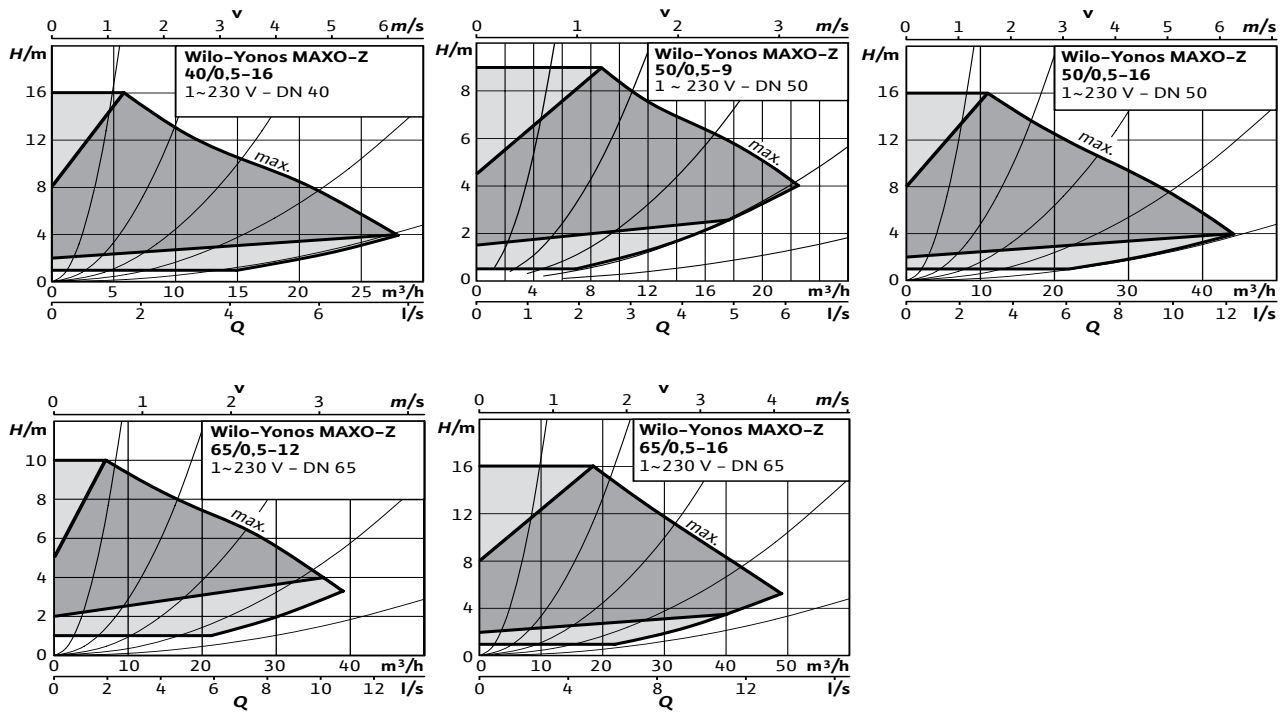 v
0 1 2 3 4 5 6 m/s
H/m
Wilo-Yonos MAXO-Z
40/0,5-16
1~230 V - DN 40
16
12
max.
8
4
0
0 5 10 15 20 25 m³/h
0 2 4 6 l/s
Q
v
0 1 2 3 m/s
H/m
Wilo-Yonos MAXO-Z
50/0,5-9
1 ~ 230 V - DN 50
8
6
max.
4
2
0
0 4 8 12 16 20 m³/h
0 1 2 3 4 5 6 l/s
Q
v
0 1 2 3 4 5 6 m/s
H/m
Wilo-Yonos MAXO-Z
50/0,5-16
1~230 V - DN 50
16
12
max.
8
4
0
0 10 20 30 40 m³/h
0 2 4 6 8 10 12 l/s
Q
v
0 1 2 3 4 m/s
H/m
Wilo-Yonos MAXO-Z
65/0,5-12
1~230 V - DN 65
10
8
max.
6
4
2
0
0 10 20 30 40 m³/h
0 2 4 6 8 10 12 l/s
Q
v
0 1 2 3 4 m/s
H/m
Wilo-Yonos MAXO-Z
65/0,5-16
1~230 V - DN 65
16
12
max.
8
4
0
0 10 20 30 40 50 m³/h
0 4 8 12 l/s
Q